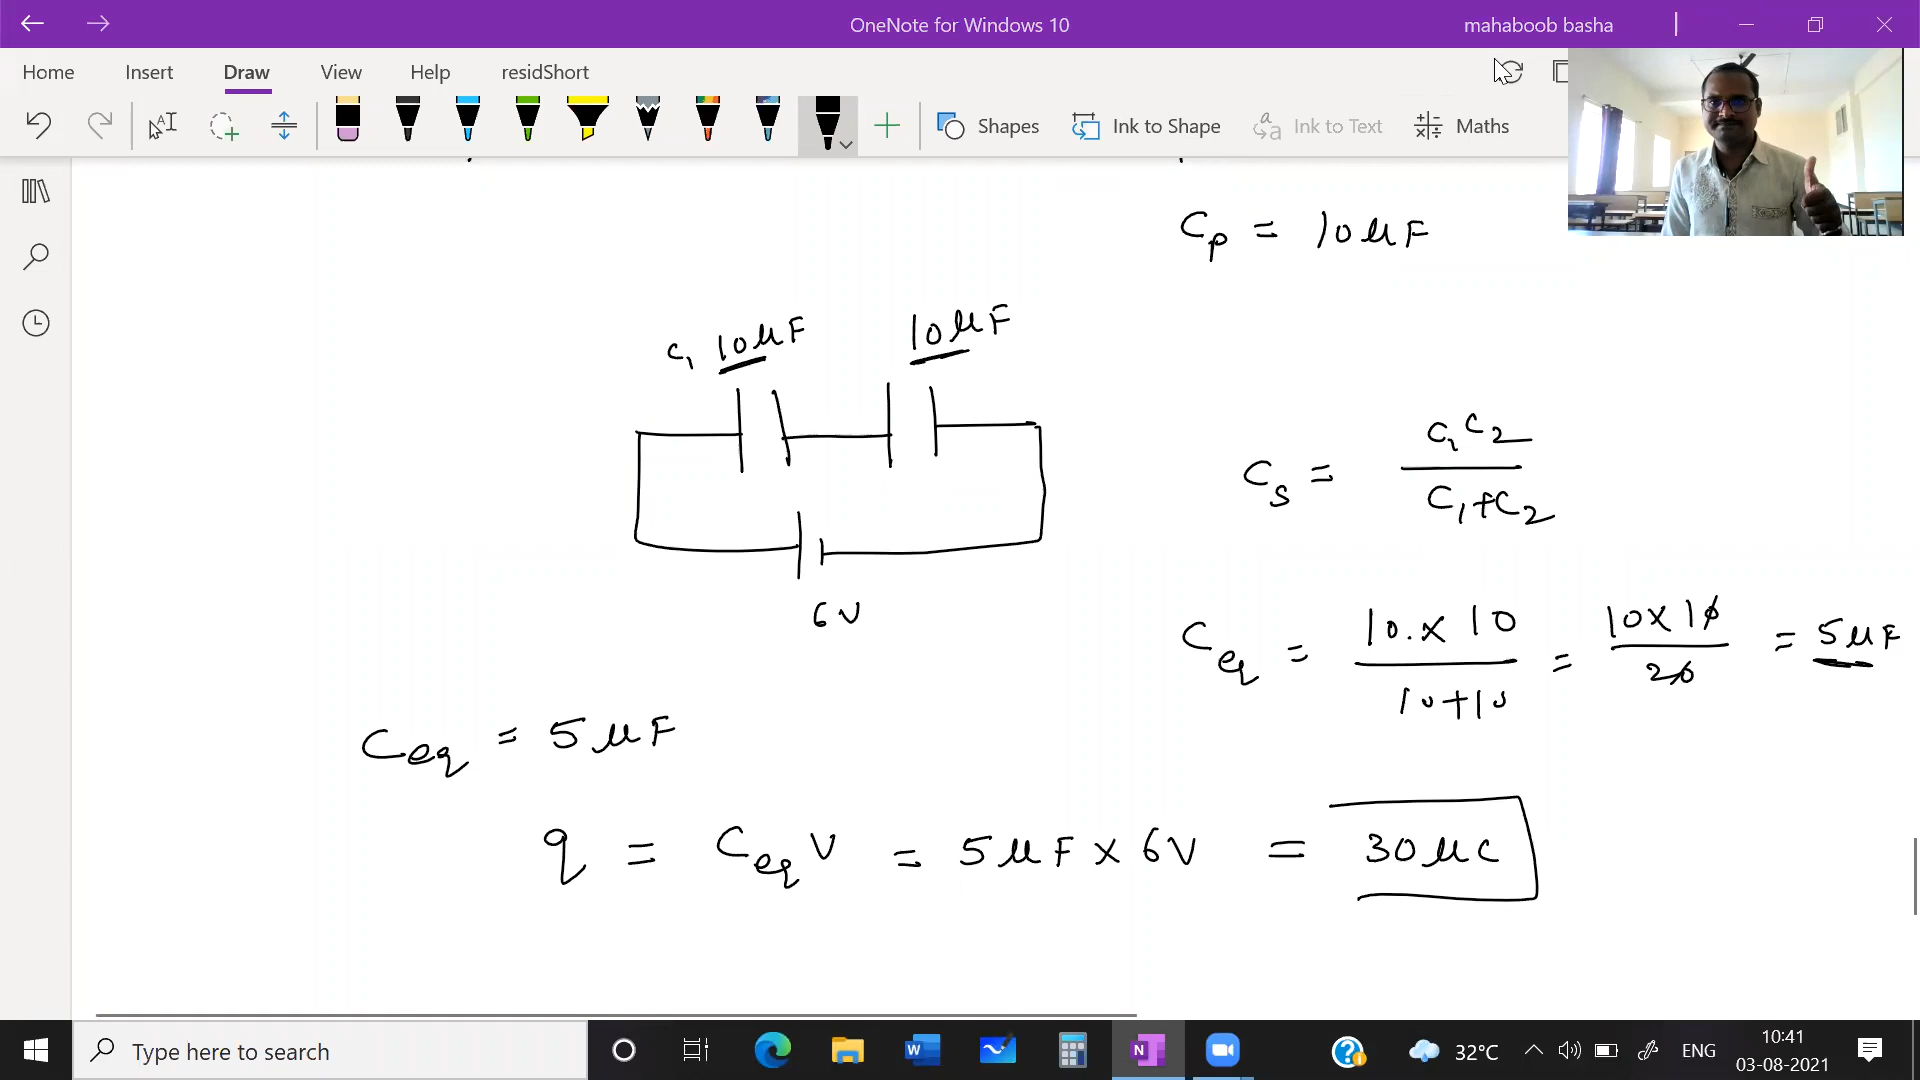 OneNote for Windows 10
mahaboob basha
Home Insert Draw View Help residShort
Shapes Ink to Shape Ink to Text Maths
Cp = 10 μF
C1 10 μF 10 μF
6V
Cs = C1C2 / C1+C2
Ceq = 10.x 10 / 10+10 = 10 x 10 / 20 = 5 μF
Ceq = 5 μF
q = Ceq V = 5 μF x 6V = 30 μC
Type here to search
32°C ENG
10:41
03-08-2021